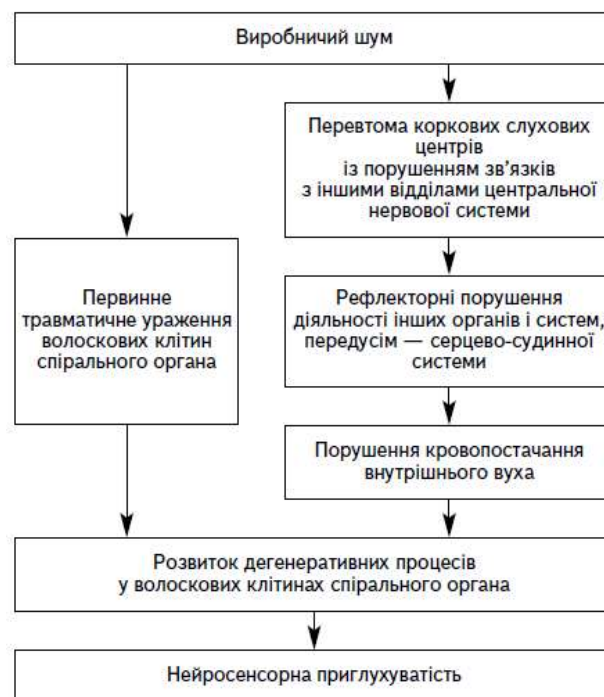 Виробничий шум
Перевтома коркових слухових
центрів
із порушенням зв’язків
з іншими відділами центральної
нервової системи
Первинне
травматичне ураження
волоскових клітин
спірального органа
Рефлекторні порушення
діяльності інших органів і систем,
передусім — серцево-судинної
системи
Порушення кровопостачання
внутрішнього вуха
Розвиток дегенеративних процесів
у волоскових клітинах спірального органа
Нейросенсорна приглухуватість